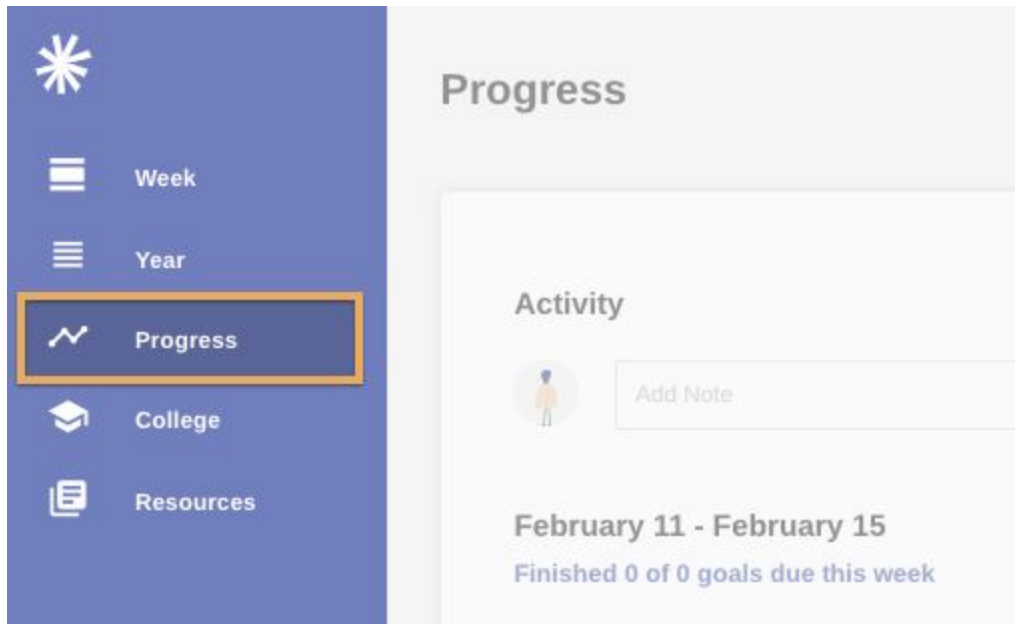 Progress
Week
Year
Progress
College
Resources
Activity
Add Note
February 11 - February 15
Finished 0 of 0 goals due this week